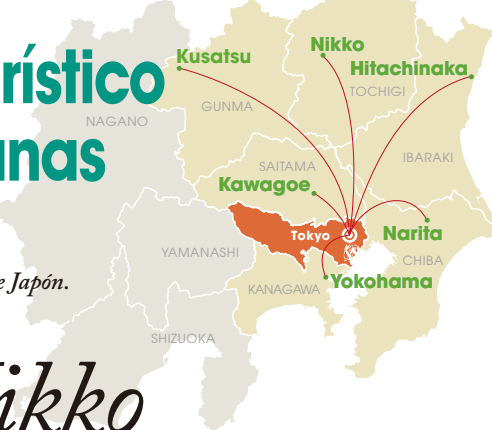 rístico
anas
e Japón.
ikko
Kusatsu
Nikko
Hitachinaka
TOCHIGI
GUNMA
NAGANO
IBARAKI
SAITAMA
Kawagoe
Tokyo
Narita
YAMANASHI
CHIBA
Yokohama
KANAGAWA
SHIZUOKA